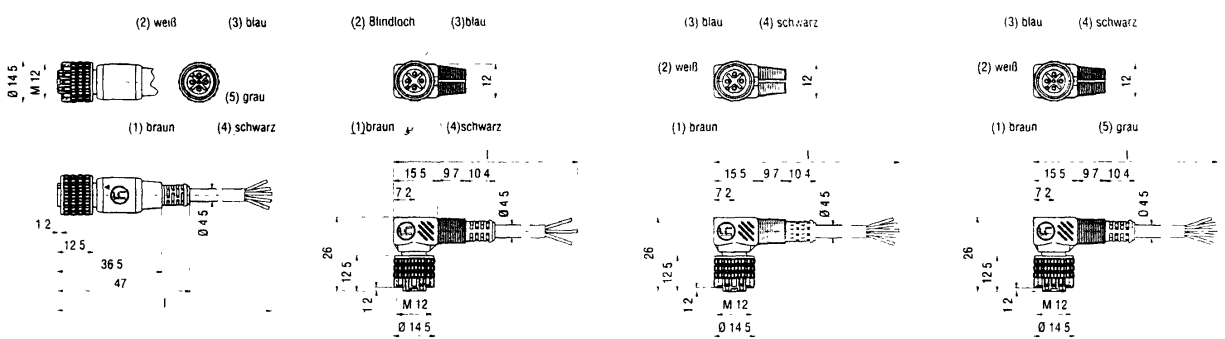 (2) weiß (3) blau
Ø 14 5
M 12
(5) grau
(1) braun (4) schwarz
1 2
12 5
36 5
47
l
Ø 4 5
(2) Blindloch (3)blau
12
(1)braun (4)schwarz
l
15 5 9 7 10 4
7 2
Ø 4 5
26
12 5
1 2
M 12
Ø 14 5
(3) blau (4) schwarz
(2) weiß
12
(1) braun
l
15 5 9 7 10 4
7 2
Ø 4 5
26
12 5
1 2
M 12
Ø 14 5
(3) blau (4) schwarz
(2) weiß
12
(1) braun (5) grau
l
15 5 9 7 10 4
7 2
Ø 4 5
26
12 5
1 2
M 12
Ø 14 5